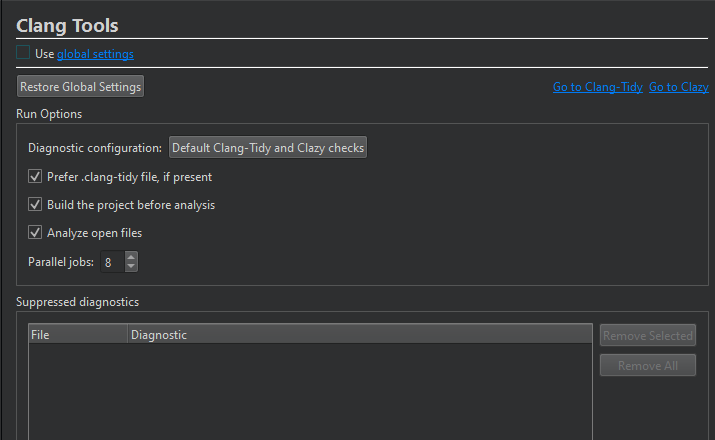 Clang Tools
Use global settings
Restore Global Settings Go to Clang-Tidy Go to Clazy
Run Options
Diagnostic configuration: Default Clang-Tidy and Clazy checks
Prefer .clang-tidy file, if present
Build the project before analysis
Analyze open files
Parallel jobs: 8
Suppressed diagnostics
File Diagnostic
Remove Selected
Remove All